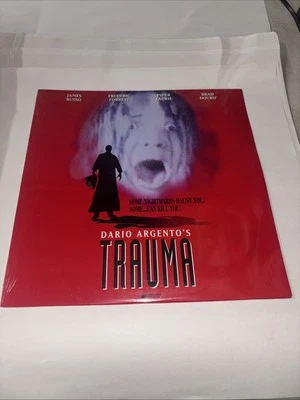 JAMES RUSSO FREDERIC FORREST PIPER LAURIE BRAD DOURIF
SOME NIGHTMARES HAUNT YOU...
SOME...CAN KILL YOU.
DARIO ARGENTO'S
TRAUMA